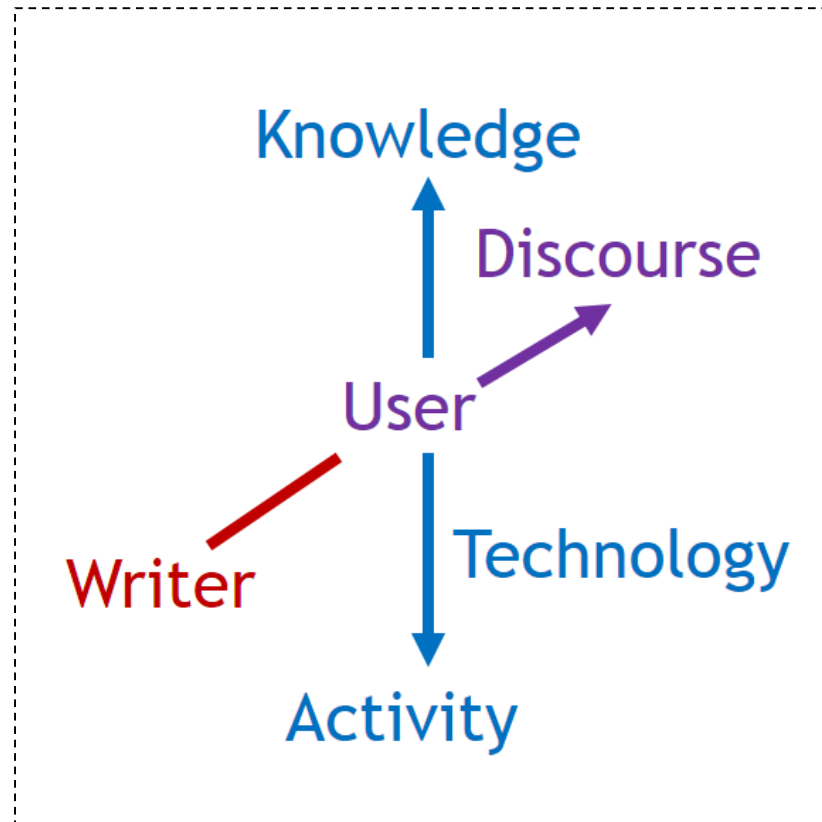 Knowledge
Discourse
User
Technology
Writer
Activity